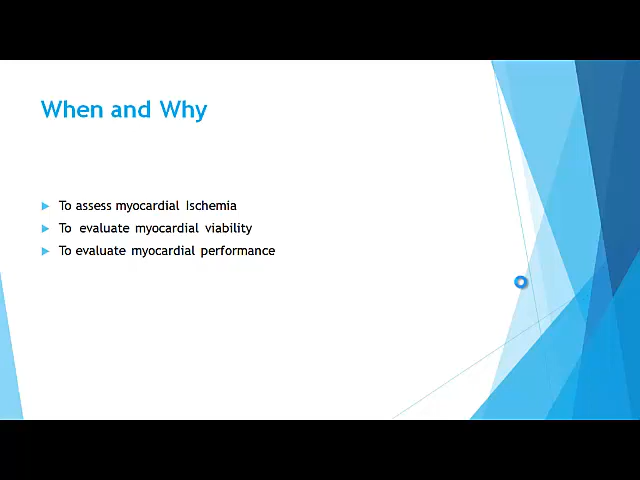 When and Why
To assess myocardial Ischemia
To evaluate myocardial viability
To evaluate myocardial performance